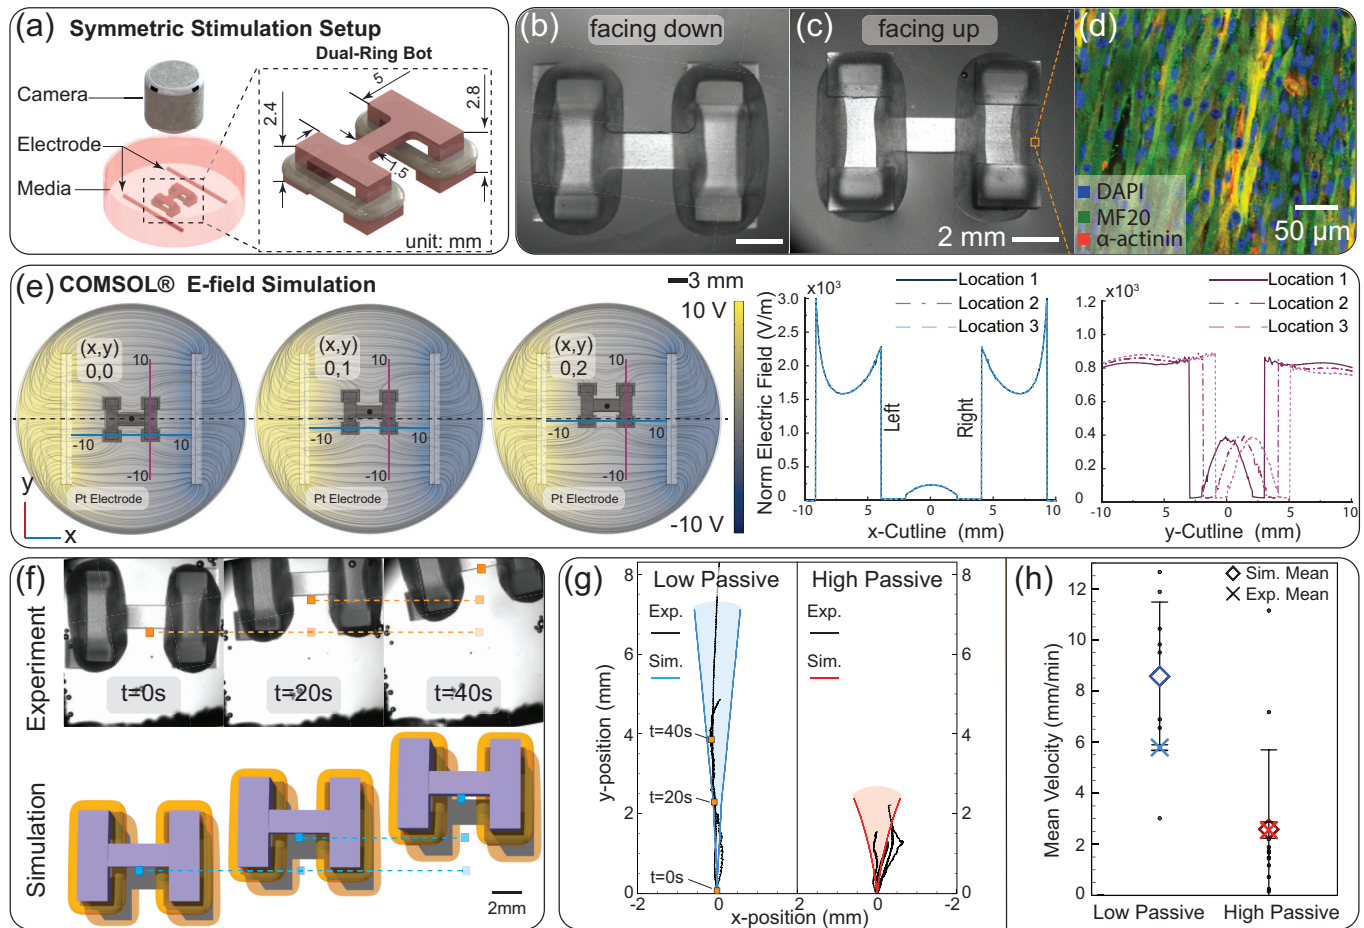 (a) Symmetric Stimulation Setup
Dual-Ring Bot
Camera
Electrode
Media
5
2.4
2.8
1.5
unit: mm
(b) facing down
(c) facing up
2 mm
(d)
DAPI
MF20
α-actinin
50 µm
(e) COMSOL® E-field Simulation
3 mm
10 V
-10 V
(x,y)
0,0
10
-10
10
-10
Pt Electrode
(x,y)
0,1
10
-10
10
-10
Pt Electrode
(x,y)
0,2
10
-10
10
-10
Pt Electrode
y
x
x10³
Location 1
Location 2
Location 3
Norm Electric Field (V/m)
3.0
2.5
2.0
1.5
1.0
0.5
0
Left
Right
10
5
0
5
10
x-Cutline (mm)
x10³
Location 1
Location 2
Location 3
1.2
1.0
0.8
0.6
0.4
0.2
0
-10
-5
0
5
10
y-Cutline (mm)
(f)
Experiment
t=0s
t=20s
t=40s
Simulation
2mm
(g)
Low Passive
High Passive
Exp.
Sim.
Exp.
Sim.
y-position (mm)
8
6
4
2
0
8
6
4
2
0
t=40s
t=20s
t=0s
-2
0
2
0
-2
x-position (mm)
(h)
Sim. Mean
Exp. Mean
Mean Velocity (mm/min)
12
10
8
6
4
2
0
Low Passive
High Passive